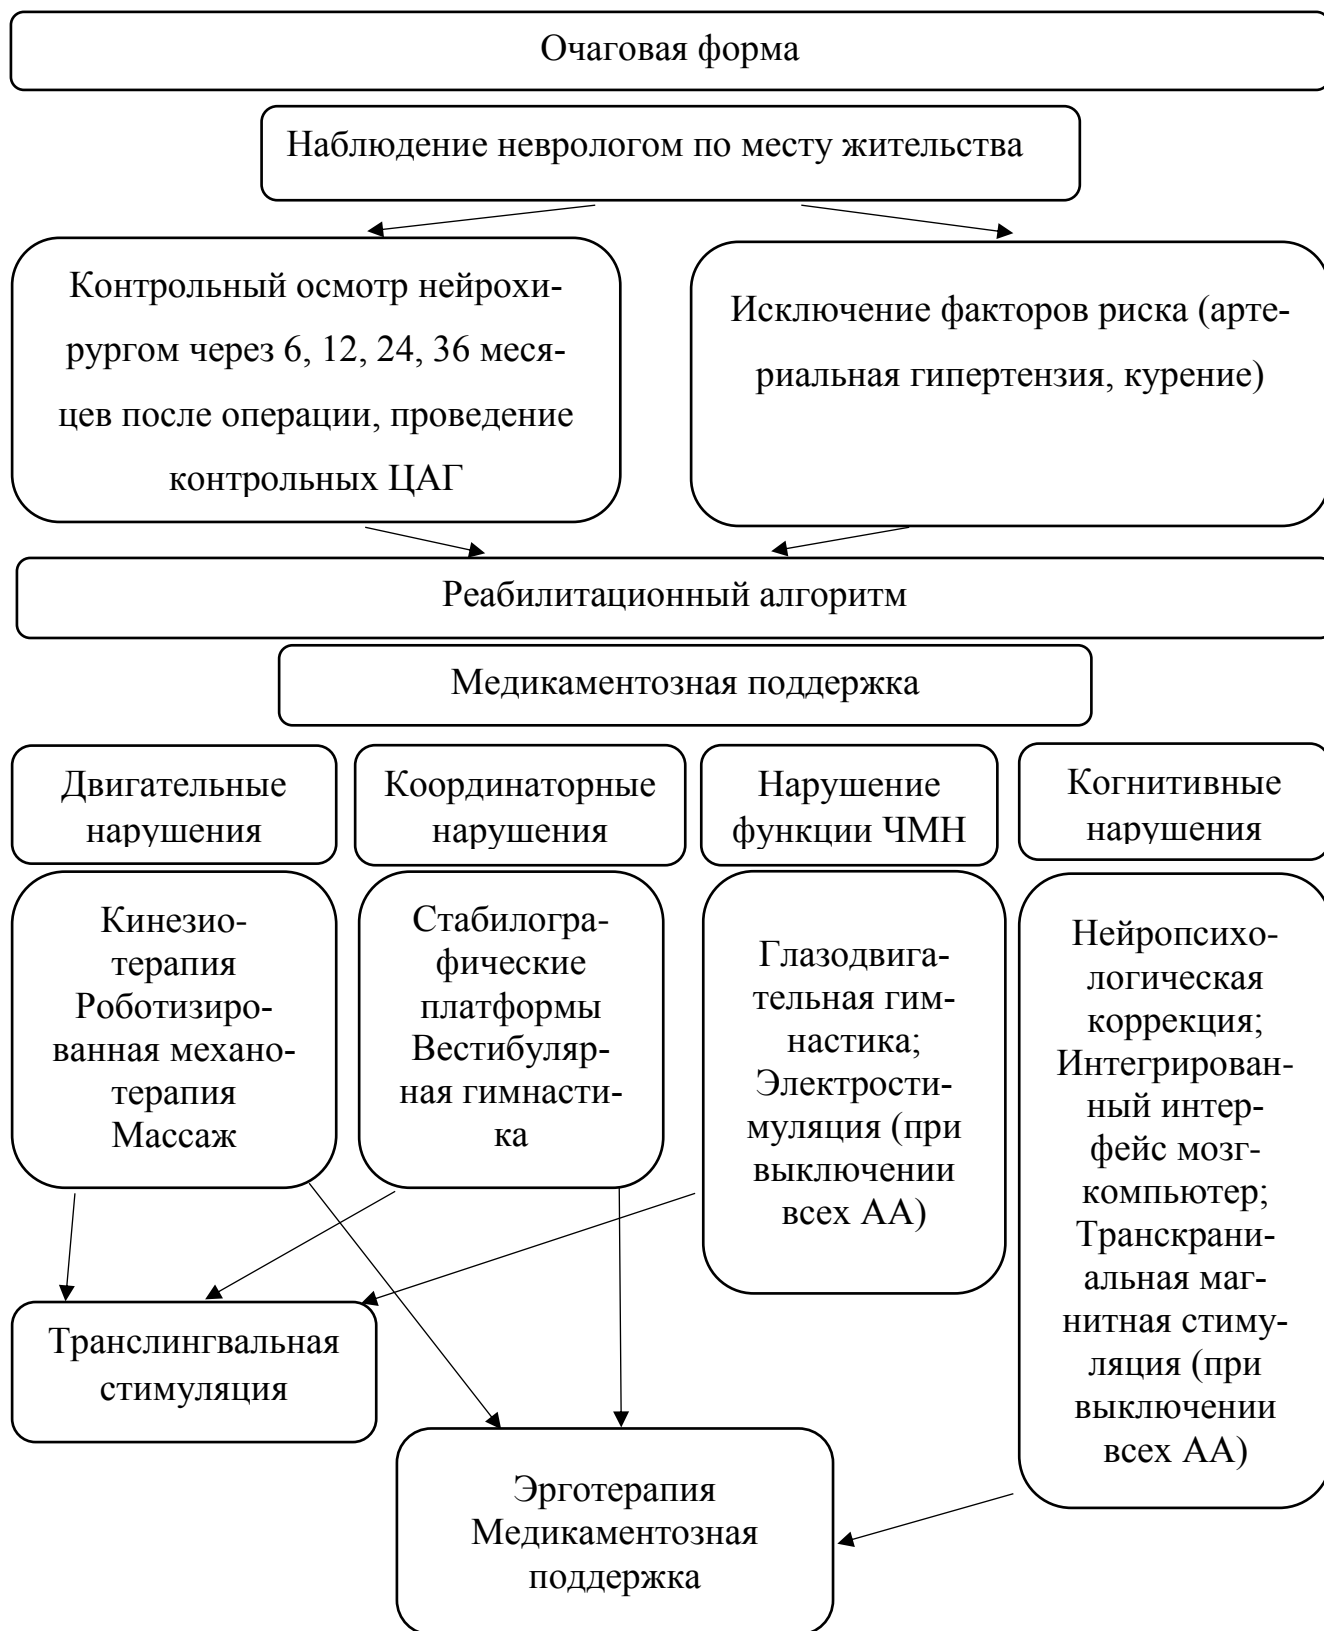 Очаговая форма
Наблюдение неврологом по месту жительства
Контрольный осмотр нейрохи-
рургом через 6, 12, 24, 36 меся-
цев после операции, проведение
контрольных ЦАГ
Исключение факторов риска (арте-
риальная гипертензия, курение)
Реабилитационный алгоритм
Медикаментозная поддержка
Двигательные
нарушения
Координаторные
нарушения
Нарушение
функции ЧМН
Когнитивные
нарушения
Кинезио-
терапия
Роботизиро-
ванная механо-
терапия
Массаж
Стабилогра-
фические
платформы
Вестибуляр-
ная гимнасти-
ка
Глазодвига-
тельная гим-
настика;
Электрости-
муляция (при
выключении
всех АА)
Нейропсихо-
логическая
коррекция;
Интегрирован-
ный интер-
фейс мозг-
компьютер;
Транскрани-
альная маг-
нитная стиму-
ляция (при
выключении
всех АА)
Транслингвальная
стимуляция
Эрготерапия
Медикаментозная
поддержка